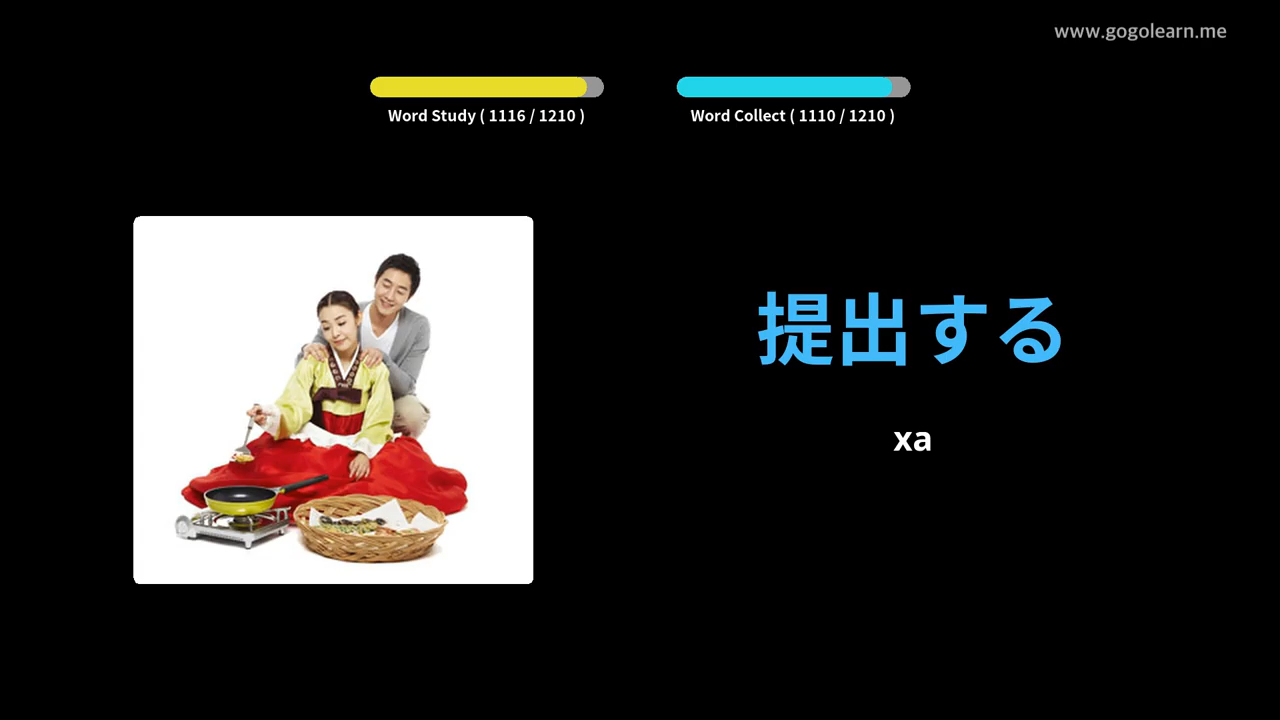 www.gogolearn.me
Word Study ( 1116 / 1210 )
Word Collect ( 1110 / 1210 )
提出する
xa